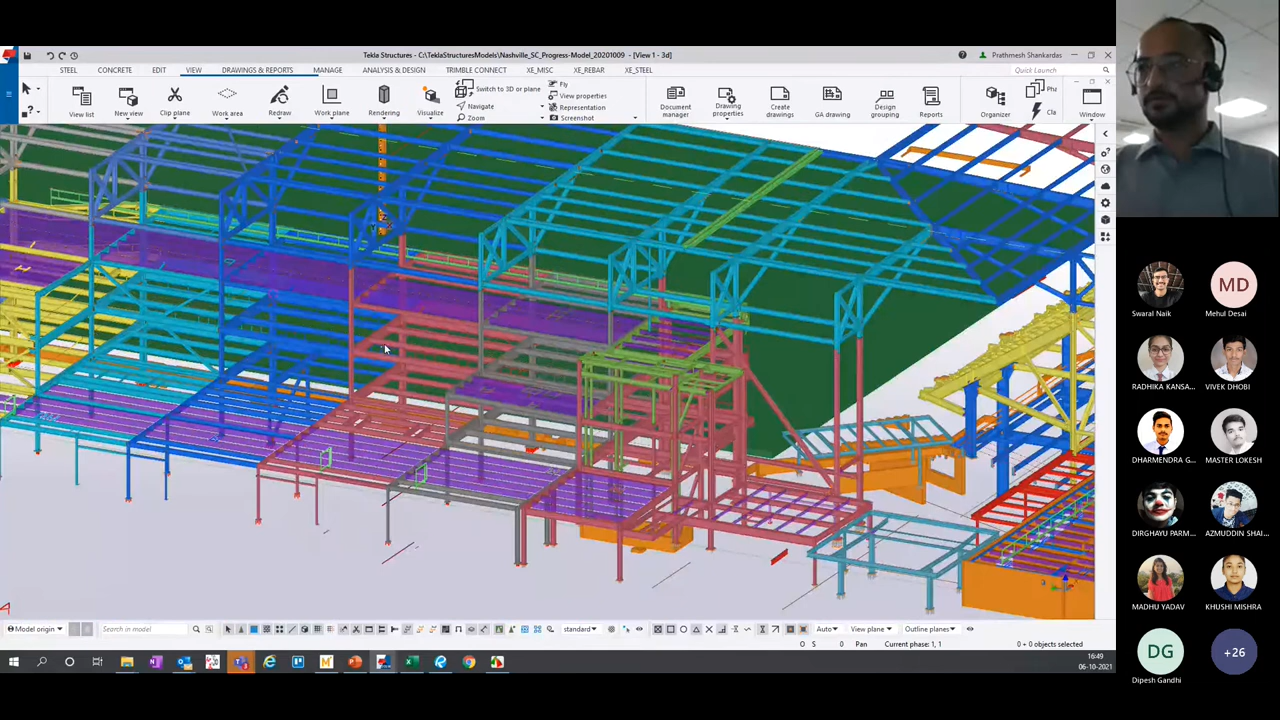 Tekla Structures - C:\TeklaStructuresModels\Nashville_SC_Progress-Model_20201009 - [View 1 - 3d]
Prathmesh Shankardas
STEEL CONCRETE EDIT VIEW DRAWINGS & REPORTS MANAGE ANALYSIS & DESIGN TRIMBLE CONNECT XE_MISC XE_REBAR XE_STEEL
Quick Launch
View list
New view
Clip plane
Work area
Redraw
Work plane
Rendering
Visualize
Switch to 3D or plane
Navigate
Zoom
Fly
View properties
Representation
Screenshot
Document manager
Drawing properties
Create drawings
GA drawing
Design grouping
Reports
Organizer
Window
Swaral Naik
MD
Mehul Desai
RADHIKA KANSA...
VIVEK DHOBI
DHARMENDRA G...
MASTER LOKESH
DIRGHAYU PARM...
AZMUDDIN SHAI...
MADHU YADAV
KHUSHI MISHRA
DG
Dipesh Gandhi
+26
Model origin
Search in model
standard
Auto
View plane
Outline planes
O S 0 Pan Current phase: 1, 1 0 + 0 objects selected
16:49
06-10-2021